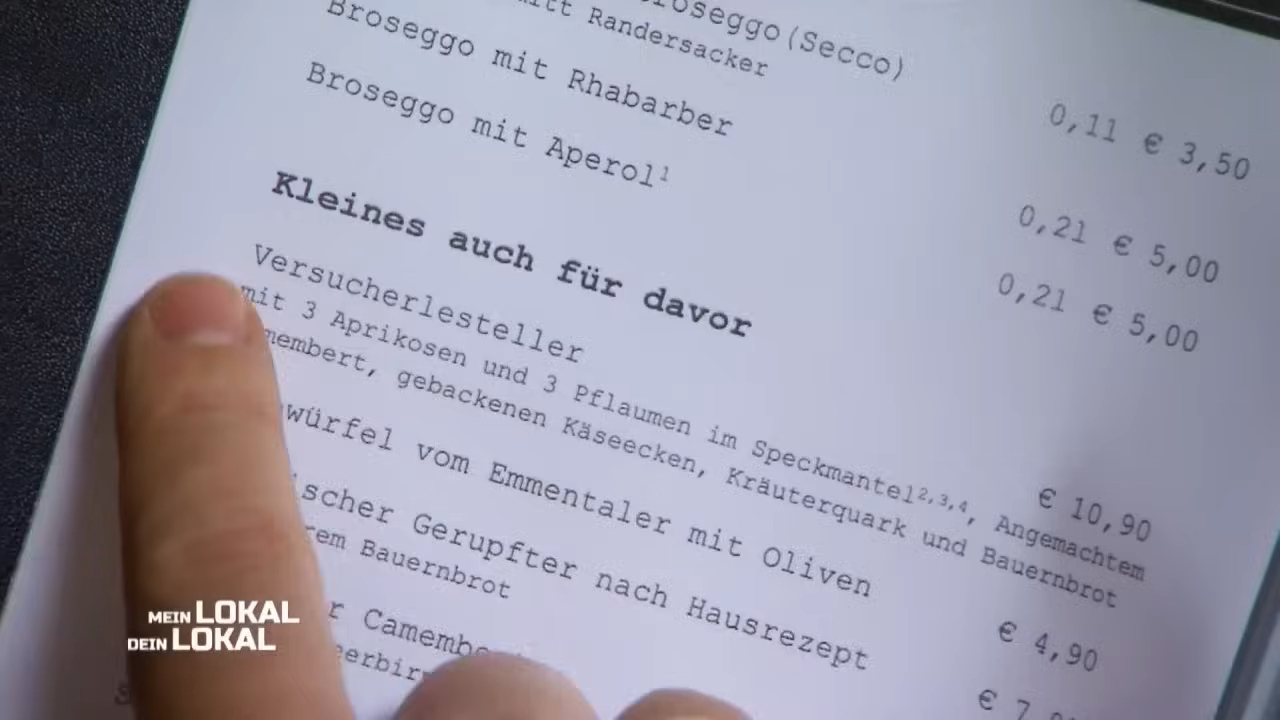 Broseggo (Secco)
Randersacker
0,11 € 3,50
Broseggo mit Rhabarber
0,21 € 5,00
Broseggo mit Aperol¹
0,21 € 5,00
Kleines auch für davor
Versucherlesteller
€ 10,90
mit 3 Aprikosen und 3 Pflaumen im Speckmantel²,³,⁴, Angemachtem
membert, gebackenen Käseecken, Kräuterquark und Bauernbrot
würfel vom Emmentaler mit Oliven
€ 4,90
ischer Gerupfter nach Hausrezept
€ 7,
rem Bauernbrot
r Camembe
MEIN LOKAL
DEIN LOKAL